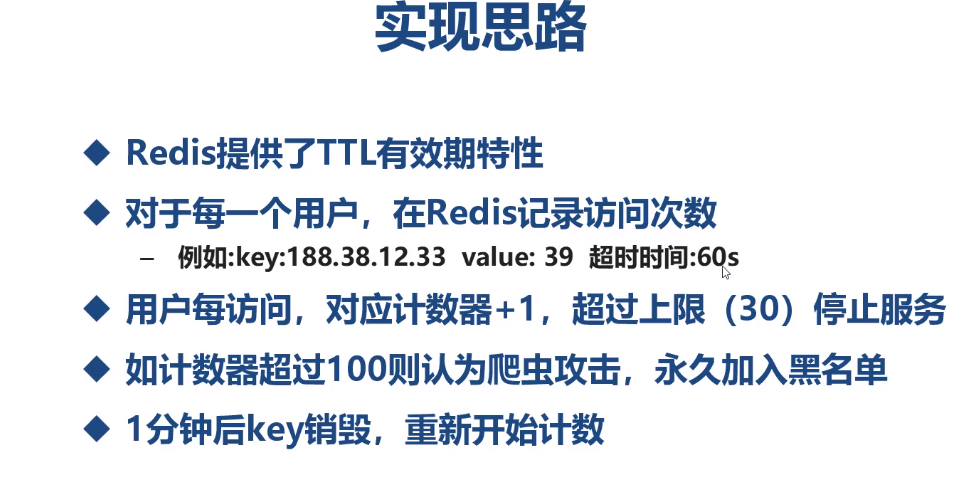 实现思路
◆ Redis提供了TTL有效期特性
◆ 对于每一个用户，在Redis记录访问次数
– 例如:key:188.38.12.33 value: 39 超时时间:60s
◆ 用户每访问，对应计数器+1，超过上限（30）停止服务
◆ 如计数器超过100则认为爬虫攻击，永久加入黑名单
◆ 1分钟后key销毁，重新开始计数